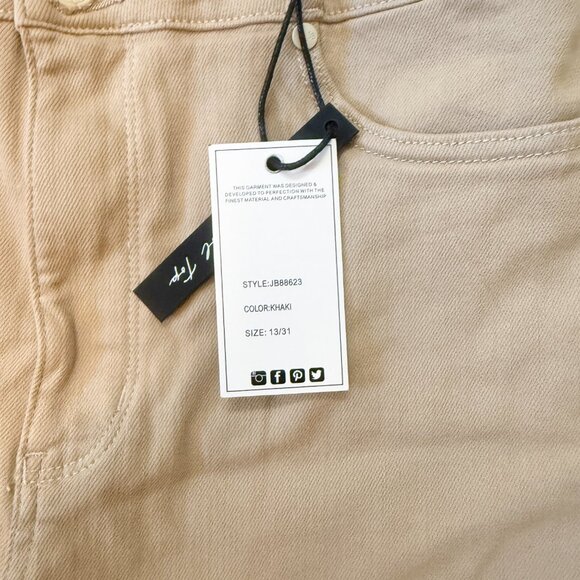 THIS GARMENT WAS DESIGNED &
DEVELOPED TO PERFECTION WITH THE
FINEST MATERIAL AND CRAFTSMANSHIP
STYLE:JB88623
COLOR:KHAKI
SIZE: 13/31
Top